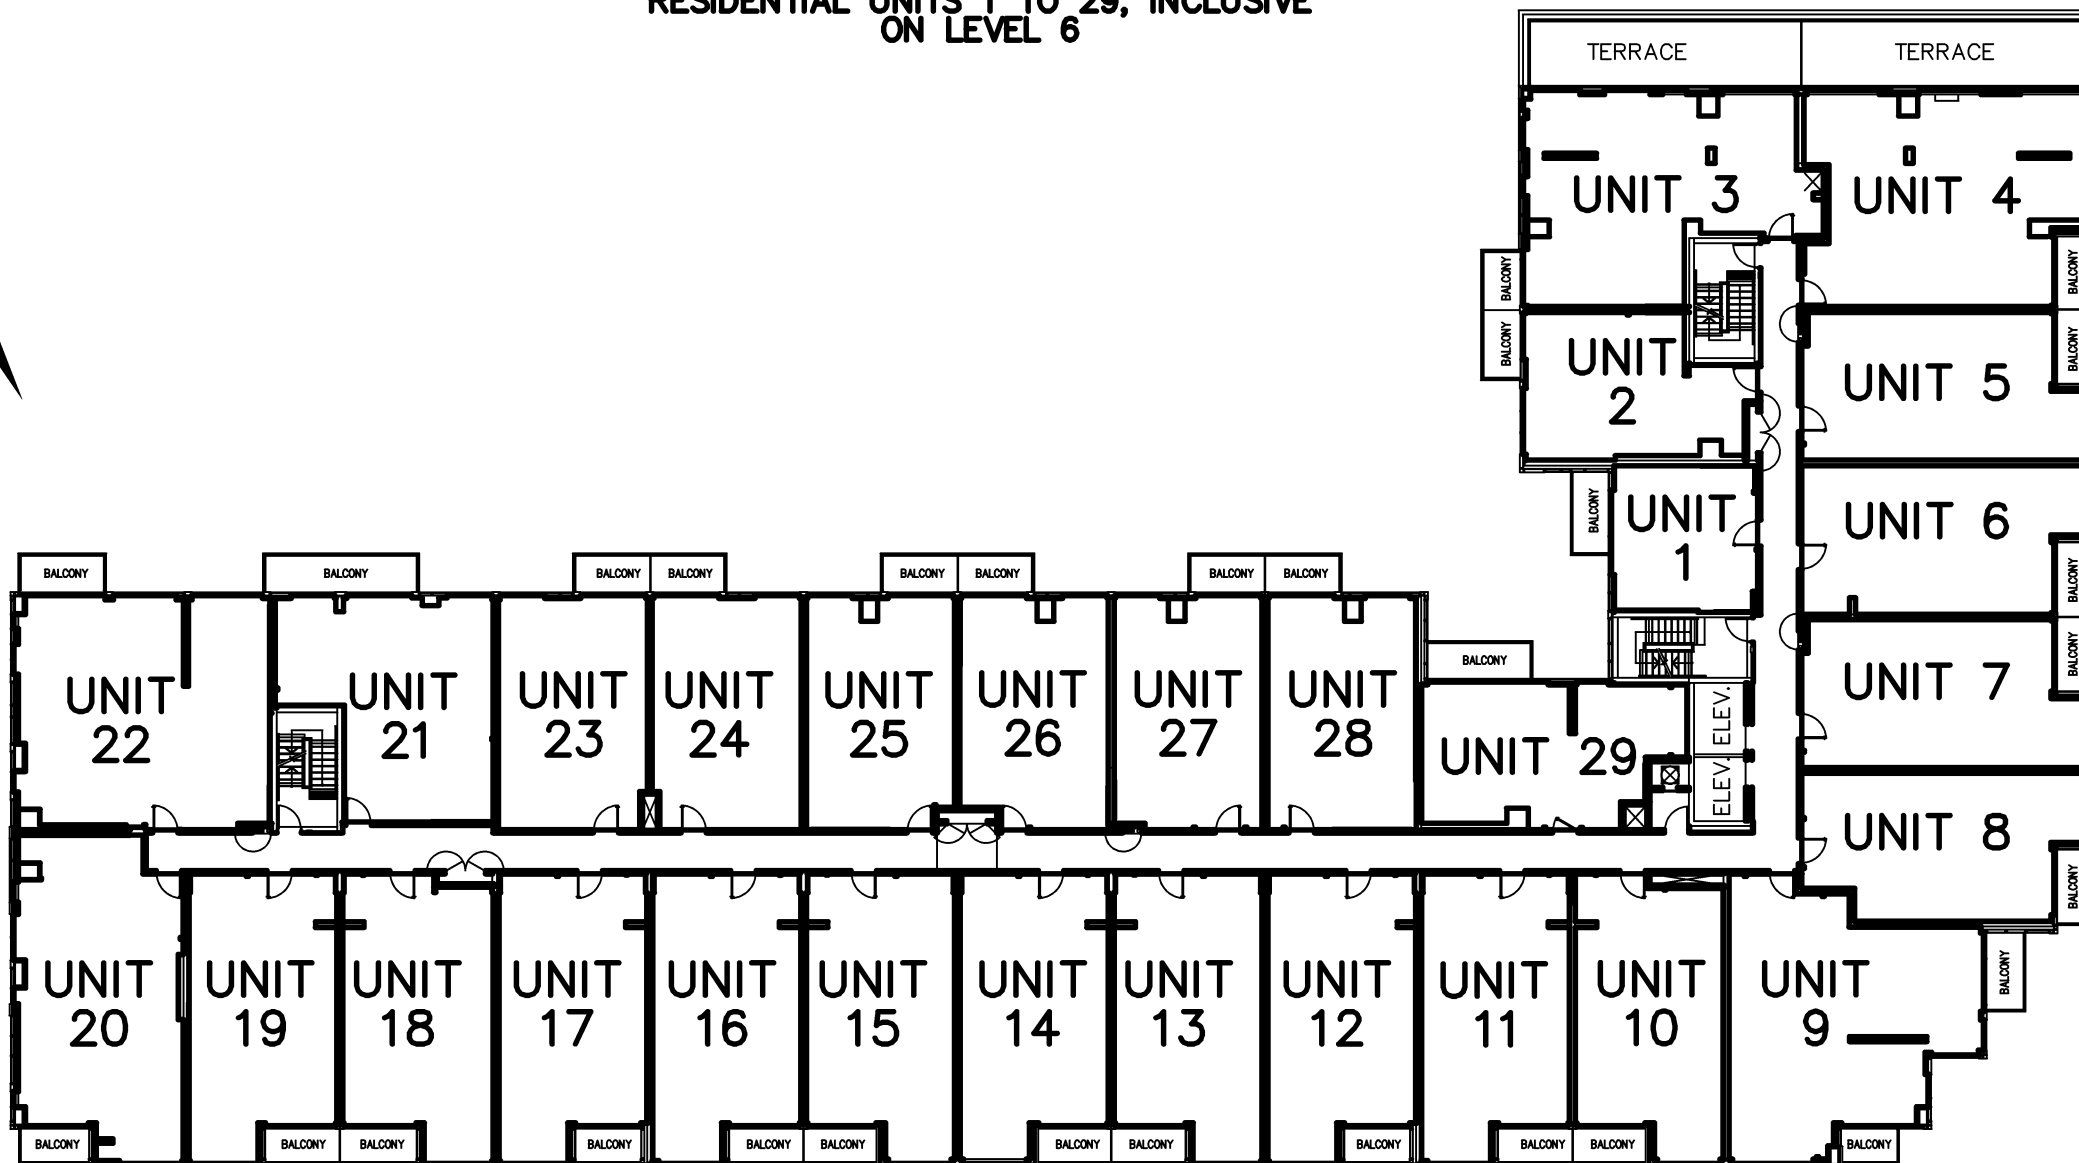 RESIDENTIAL UNITS 1 TO 29, INCLUSIVE
ON LEVEL 6
TERRACE
TERRACE
UNIT 3
UNIT 4
BALCONY
BALCONY
BALCONY
BALCONY
UNIT
2
UNIT 5
BALCONY
UNIT
1
UNIT 6
BALCONY
BALCONY
BALCONY
BALCONY
BALCONY
BALCONY
BALCONY
BALCONY
BALCONY
BALCONY
BALCONY
UNIT 7
ELEV.
ELEV.
UNIT
22
UNIT
21
UNIT
23
UNIT
24
UNIT
25
UNIT
26
UNIT
27
UNIT
28
UNIT 29
UNIT 8
BALCONY
UNIT
20
UNIT
19
UNIT
18
UNIT
17
UNIT
16
UNIT
15
UNIT
14
UNIT
13
UNIT
12
UNIT
11
UNIT
10
UNIT
9
BALCONY
BALCONY
BALCONY
BALCONY
BALCONY
BALCONY
BALCONY
BALCONY
BALCONY
BALCONY
BALCONY
BALCONY
BALCONY